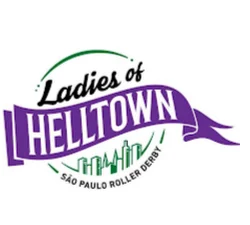 Ladies of
HELLTOWN
SÃO PAULO ROLLER DERBY